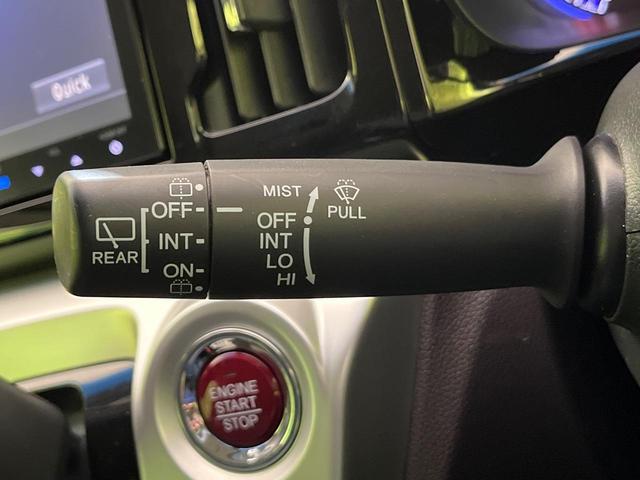 Quick
MIST
PULL
OFF
INT
LO
HI
OFF
INT
ON
REAR
ENGINE
START
STOP